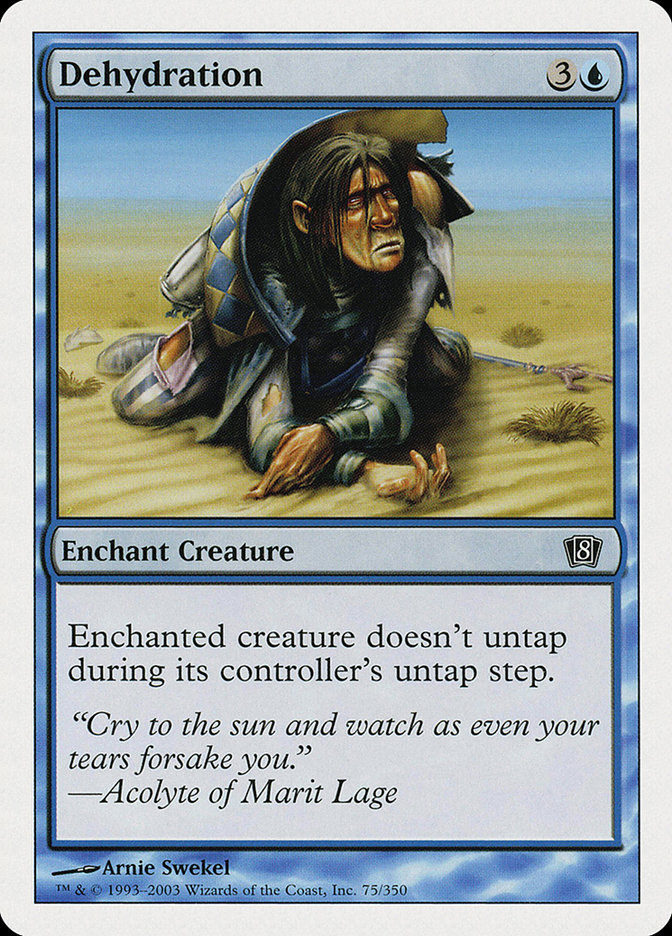 Dehydration 3
Enchant Creature 8
Enchanted creature doesn't untap
during its controller's untap step.
"Cry to the sun and watch as even your
tears forsake you."
—Acolyte of Marit Lage
Arnie Swekel
™ & © 1993–2003 Wizards of the Coast, Inc. 75/350